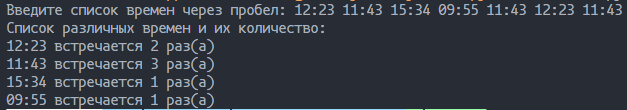 Введите список времен через пробел: 12:23 11:43 15:34 09:55 11:43 12:23 11:43
Список различных времен и их количество:
12:23 встречается 2 раз(а)
11:43 встречается 3 раз(а)
15:34 встречается 1 раз(а)
09:55 встречается 1 раз(а)